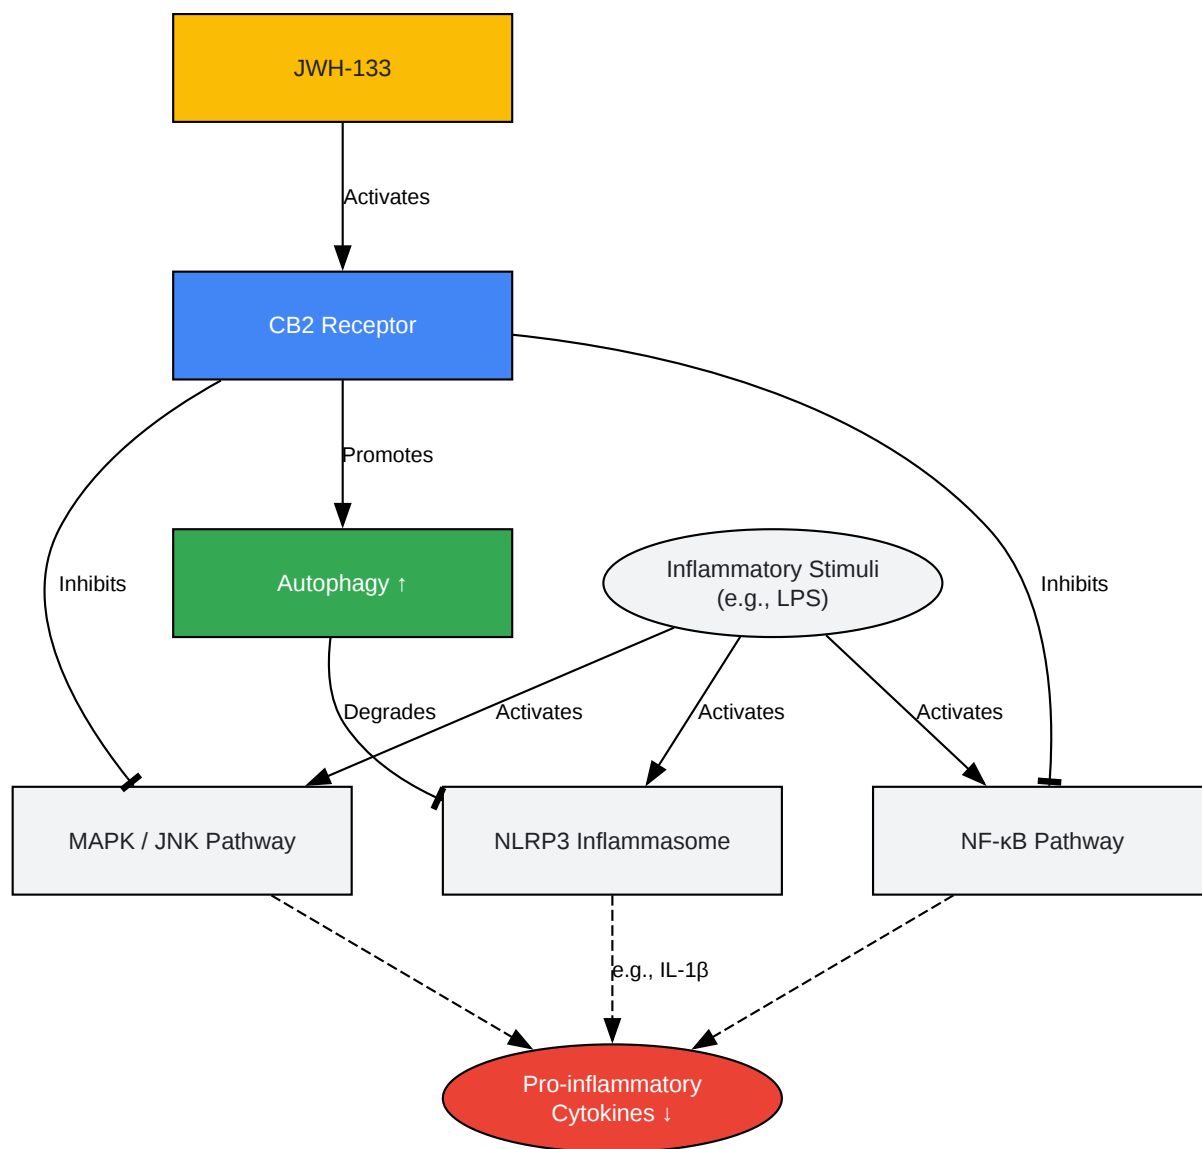 JWH-133
Activates
CB2 Receptor
Promotes
Inhibits
Autophagy ↑
Inflammatory Stimuli
(e.g., LPS)
Inhibits
Degrades
Activates
Activates
Activates
MAPK / JNK Pathway
NLRP3 Inflammasome
NF-κB Pathway
e.g., IL-1β
Pro-inflammatory
Cytokines ↓